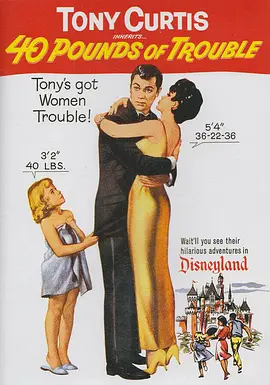 TONY CURTIS
INHERITS...
40 POUNDS OF TROUBLE
Tony's got
Women
Trouble!
5'4"
36-22-36
3'2"
40 LBS.
Wait'll you see their
hilarious adventures in
Disneyland